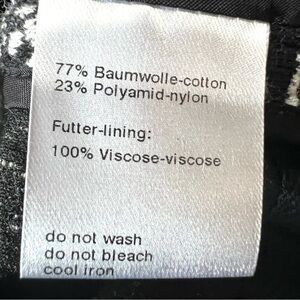 77% Baumwolle-cotton
23% Polyamid-nylon
Futter-lining:
100% Viscose-viscose
do not wash
do not bleach
cool iron